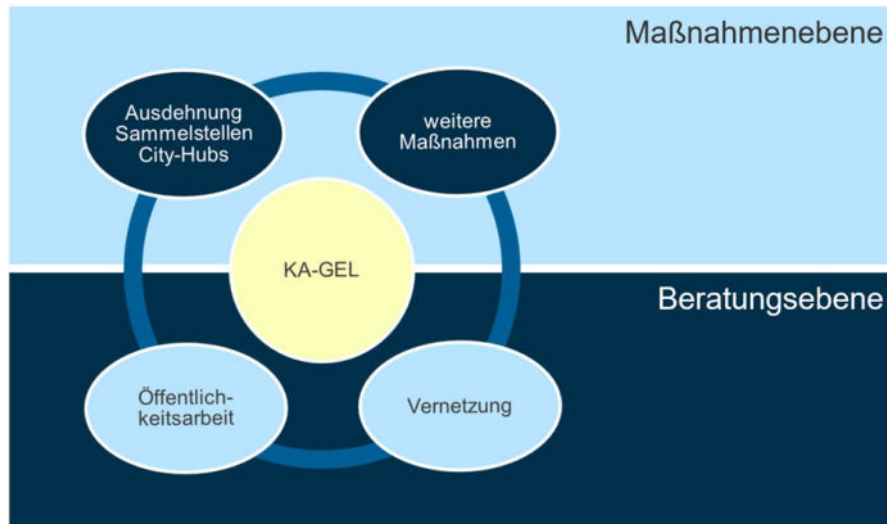 Maßnahmenebene
Ausdehnung
Sammelstellen
City-Hubs
weitere
Maßnahmen
KA-GEL
Beratungsebene
Öffentlich-
keitsarbeit
Vernetzung